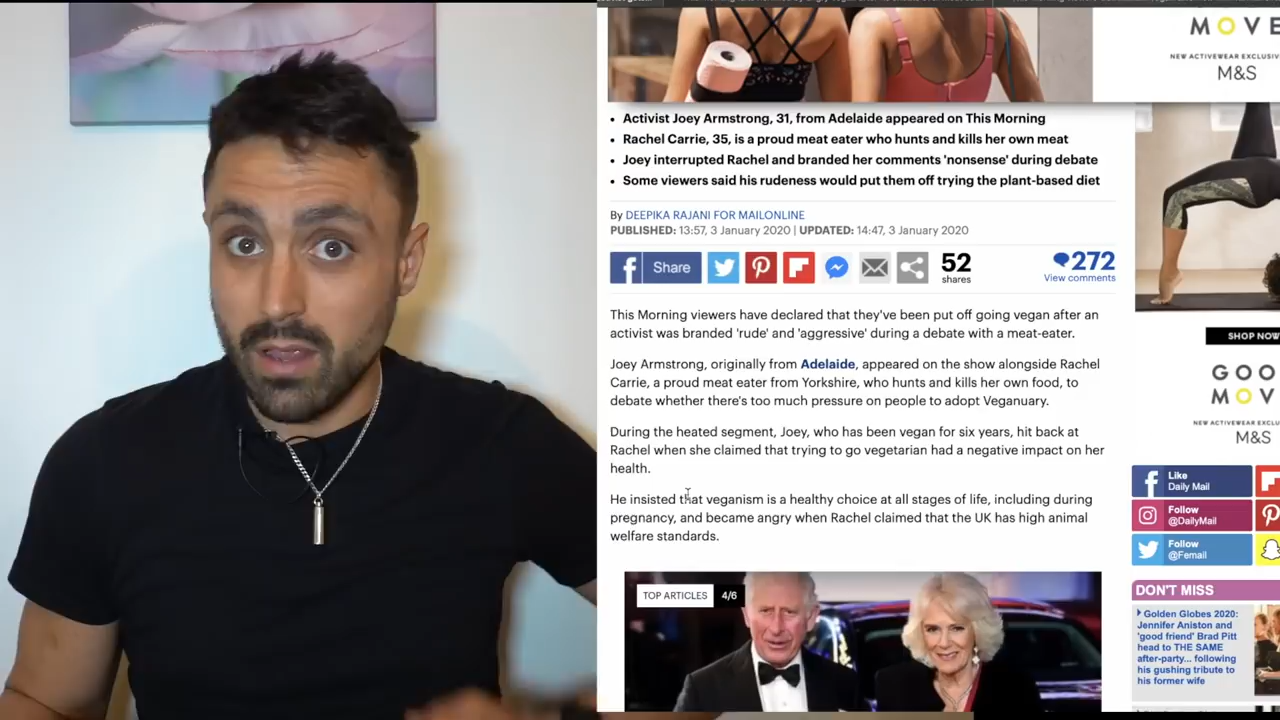 MOVE
NEW ACTIVEWEAR EXCLUSIV
M&S
Activist Joey Armstrong, 31, from Adelaide appeared on This Morning
Rachel Carrie, 35, is a proud meat eater who hunts and kills her own meat
Joey interrupted Rachel and branded her comments 'nonsense' during debate
Some viewers said his rudeness would put them off trying the plant-based diet
By DEEPIKA RAJANI FOR MAILONLINE
PUBLISHED: 13:57, 3 January 2020 | UPDATED: 14:47, 3 January 2020
Share
52
shares
272
View comments
This Morning viewers have declared that they've been put off going vegan after an
activist was branded 'rude' and 'aggressive' during a debate with a meat-eater.
Joey Armstrong, originally from Adelaide, appeared on the show alongside Rachel
Carrie, a proud meat eater from Yorkshire, who hunts and kills her own food, to
debate whether there's too much pressure on people to adopt Veganuary.
During the heated segment, Joey, who has been vegan for six years, hit back at
Rachel when she claimed that trying to go vegetarian had a negative impact on her
health.
He insisted that veganism is a healthy choice at all stages of life, including during
pregnancy, and became angry when Rachel claimed that the UK has high animal
welfare standards.
TOP ARTICLES 4/6
SHOP NOW
GOO
MOV
NEW ACTIVEWEAR EXCLU
M&S
Like
Daily Mail
Follow
@DailyMail
Follow
@Femail
DON'T MISS
Golden Globes 2020:
Jennifer Aniston and
'good friend' Brad Pitt
head to THE SAME
after-party... following
his gushing tribute to
his former wife